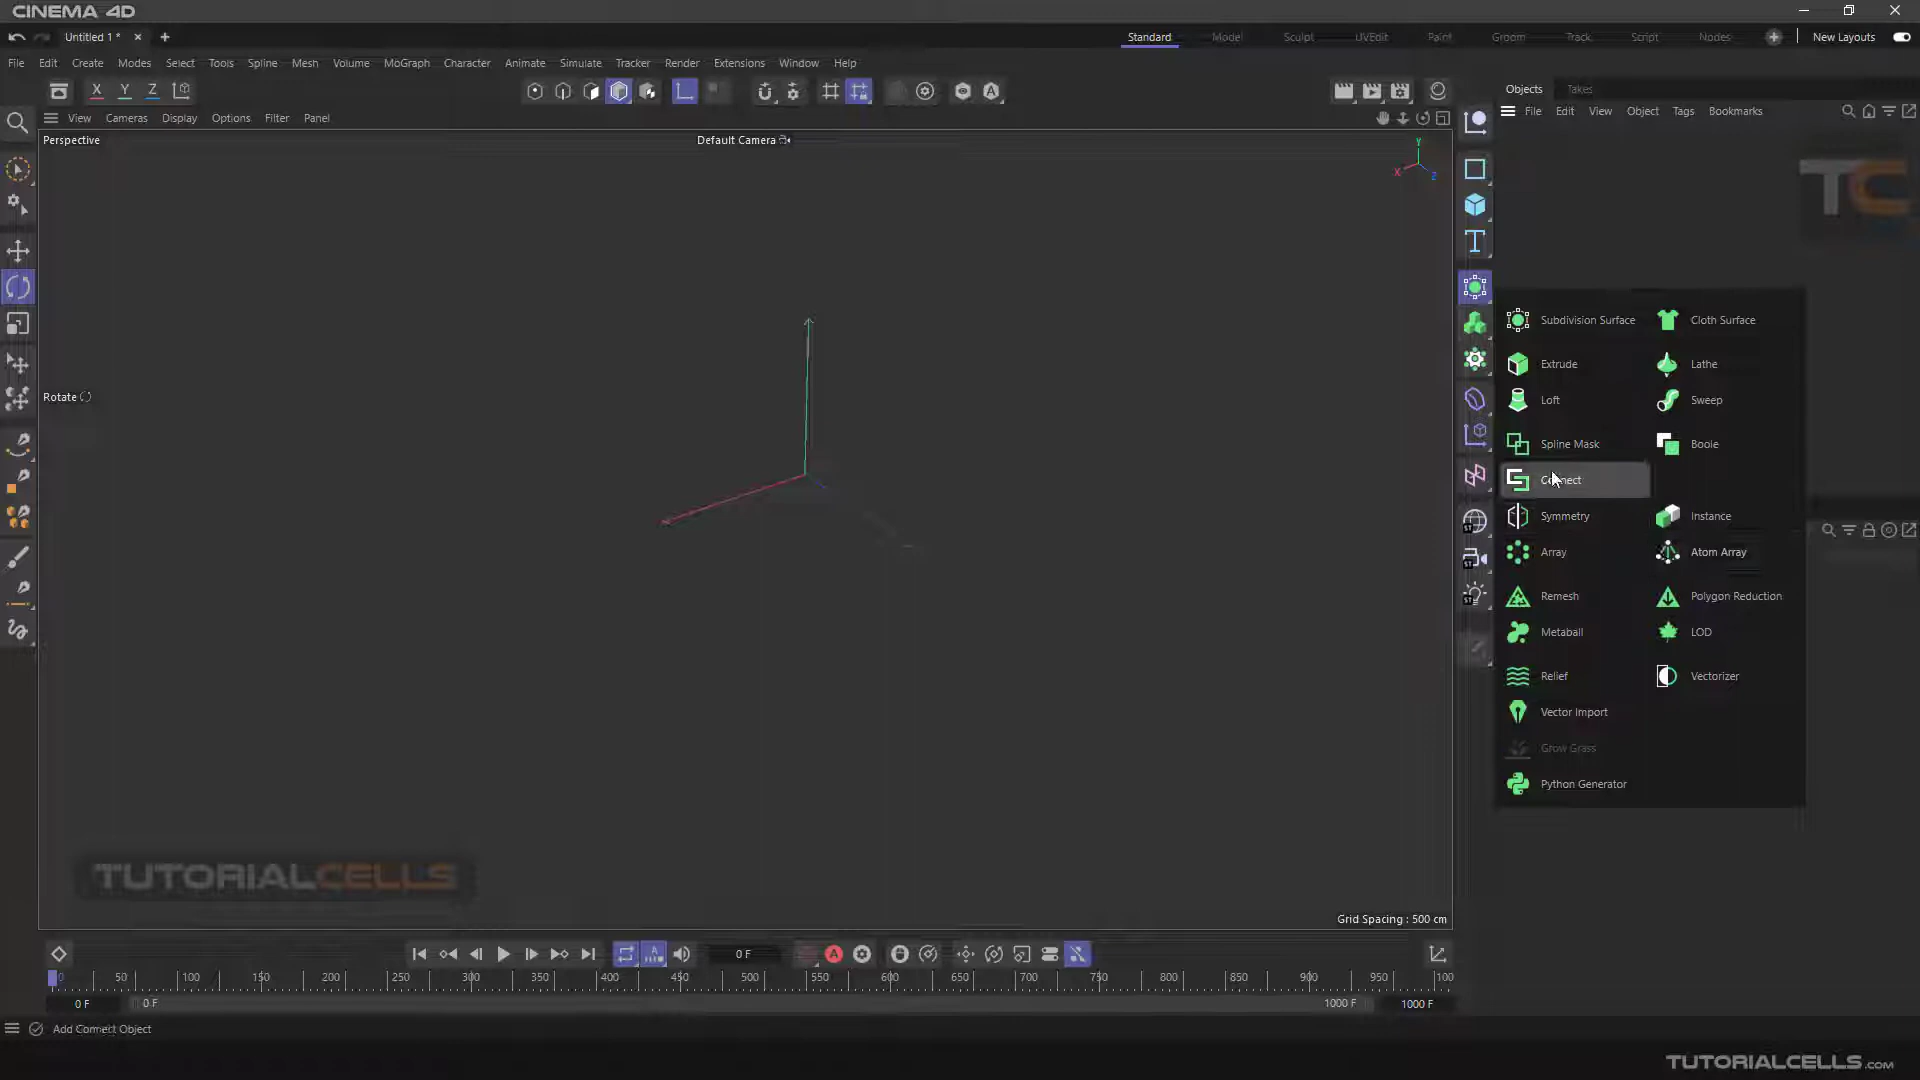 CINEMA 4D
Untitled 1 *
Standard Model Sculpt UVEdit Paint Groom Track Script Nodes New Layouts
File Edit Create Modes Select Tools Spline Mesh Volume MoGraph Character Animate Simulate Tracker Render Extensions Window Help
X Y Z
Objects Takes
File Edit View Object Tags Bookmarks
View Cameras Display Options Filter Panel
Perspective
Default Camera
Y
X
Z
TC
Rotate
Subdivision Surface Cloth Surface
Extrude Lathe
Loft Sweep
Spline Mask Boole
Connect
Symmetry Instance
Array Atom Array
Remesh Polygon Reduction
Metaball LOD
Relief Vectorizer
Vector Import
Grow Grass
Python Generator
ST
ST
ST
TUTORIALCELLS
Grid Spacing : 500 cm
0 F
A
0 50 100 150 200 250 300 350 400 450 500 550 600 650 700 750 800 850 900 950 100
0 F 0 F 1000 F 1000 F
Add Connect Object
TUTORIALCELLS.COM